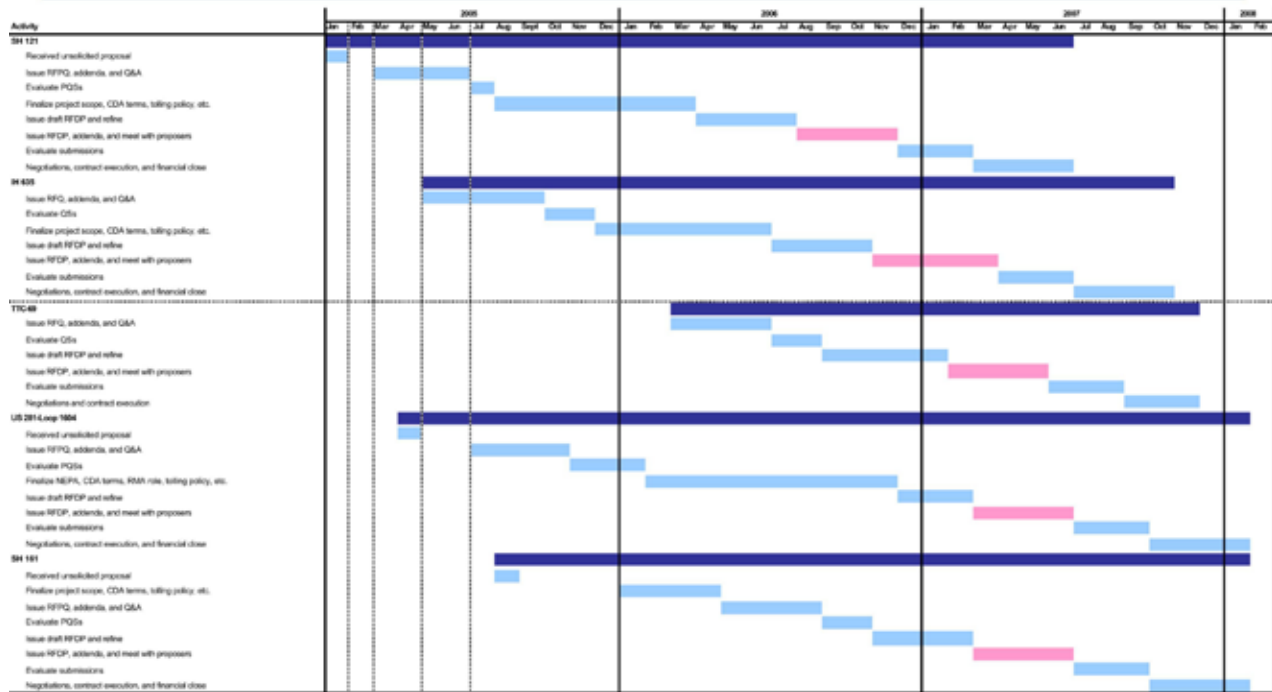 2005 2006 2007 2008
Activity Jan Feb Mar Apr May Jun Jul Aug Sept Oct Nov Dec Jan Feb Mar Apr May Jun Jul Aug Sep Oct Nov Dec Jan Feb Mar Apr May Jun Jul Aug Sep Oct Nov Dec Jan Feb
SH 121
Received unsolicited proposal
Issue RFPQ, addenda, and Q&A
Evaluate PQSs
Finalize project scope, CDA terms, tolling policy, etc.
Issue draft RFDP and refine
Issue RFDP, addenda, and meet with proposers
Evaluate submissions
Negotiations, contract execution, and financial close
IH 635
Issue RFQ, addenda, and Q&A
Evaluate QSs
Finalize project scope, CDA terms, tolling policy, etc.
Issue draft RFDP and refine
Issue RFDP, addenda, and meet with proposers
Evaluate submissions
Negotiations, contract execution, and financial close
TTC-69
Issue RFQ, addenda, and Q&A
Evaluate QSs
Issue draft RFDP and refine
Issue RFDP, addenda, and meet with proposers
Evaluate submissions
Negotiations and contract execution
US 281-Loop 1604
Received unsolicited proposal
Issue RFPQ, addenda, and Q&A
Evaluate PQSs
Finalize NEPA, CDA terms, RMA role, tolling policy, etc.
Issue draft RFDP and refine
Issue RFDP, addenda, and meet with proposers
Evaluate submissions
Negotiations, contract execution, and financial close
SH 161
Received unsolicited proposal
Finalize project scope, CDA terms, tolling policy, etc.
Issue RFPQ, addenda, and Q&A
Evaluate PQSs
Issue draft RFDP and refine
Issue RFDP, addenda, and meet with proposers
Evaluate submissions
Negotiations, contract execution, and financial close